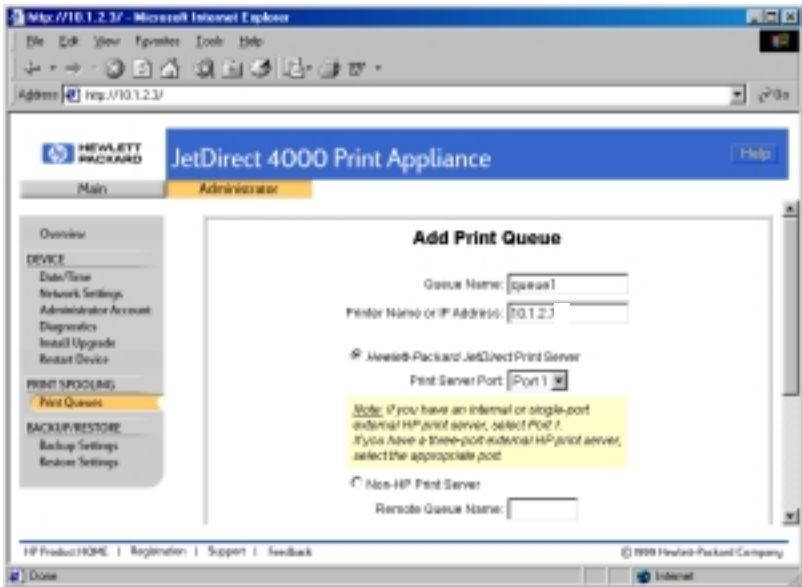 http://10.1.2.3/ - Microsoft Internet Explorer
File Edit View Favorites Tools Help
Address http://10.1.2.3/ Go
HEWLETT PACKARD
JetDirect 4000 Print Appliance
Help
Main
Administrator
Overview
DEVICE
Date/Time
Network Settings
Administrator Account
Diagnostics
Install Upgrade
Restart Device
PRINT SPOOLING
Print Queues
BACKUP/RESTORE
Backup Settings
Restore Settings
Add Print Queue
Queue Name: queue1
Printer Name or IP Address: 10.1.2.
Hewlett-Packard JetDirect Print Server
Print Server Port: Port 1
Note: If you have an internal or single-port
external HP print server, select Port 1.
If you have a three-port external HP print server,
select the appropriate port.
Non-HP Print Server
Remote Queue Name:
HP Product HOME | Registration | Support | Feedback
© 1999 Hewlett-Packard Company
Done
Internet